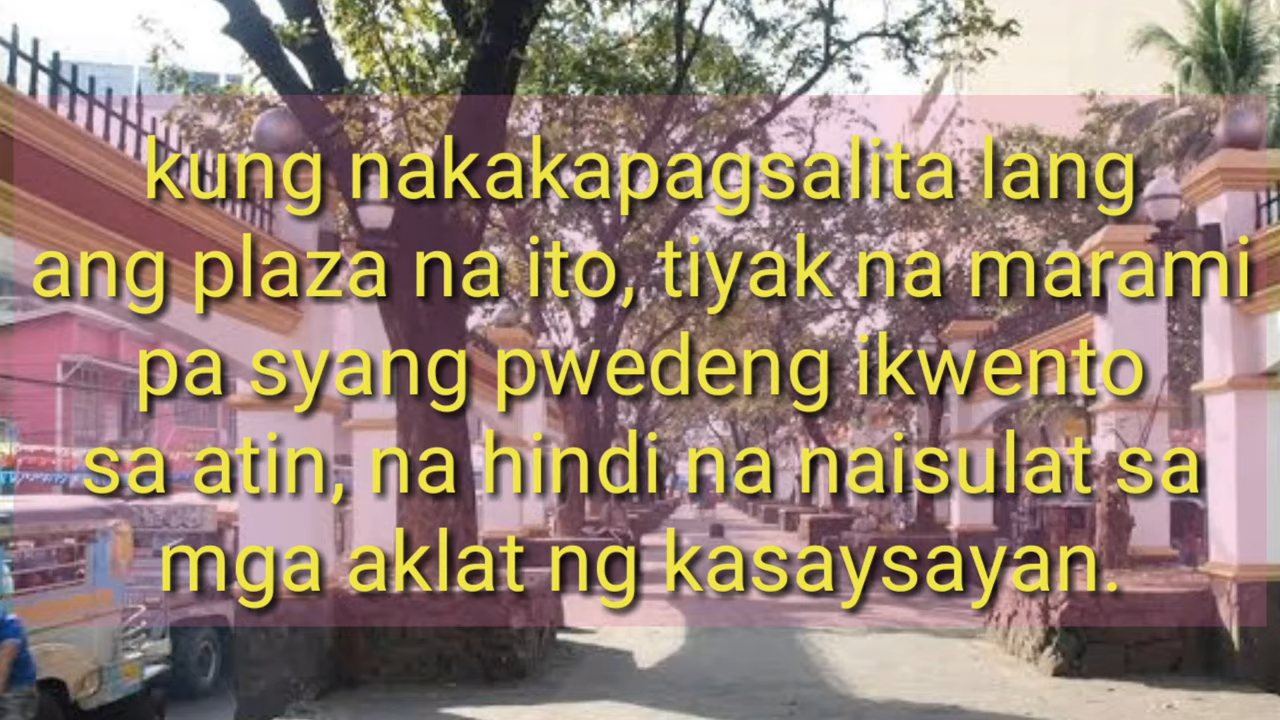 kung nakakapagsalita lang
ang plaza na ito, tiyak na marami
pa syang pwedeng ikwento
sa atin, na hindi na naisulat sa
mga aklat ng kasaysayan.